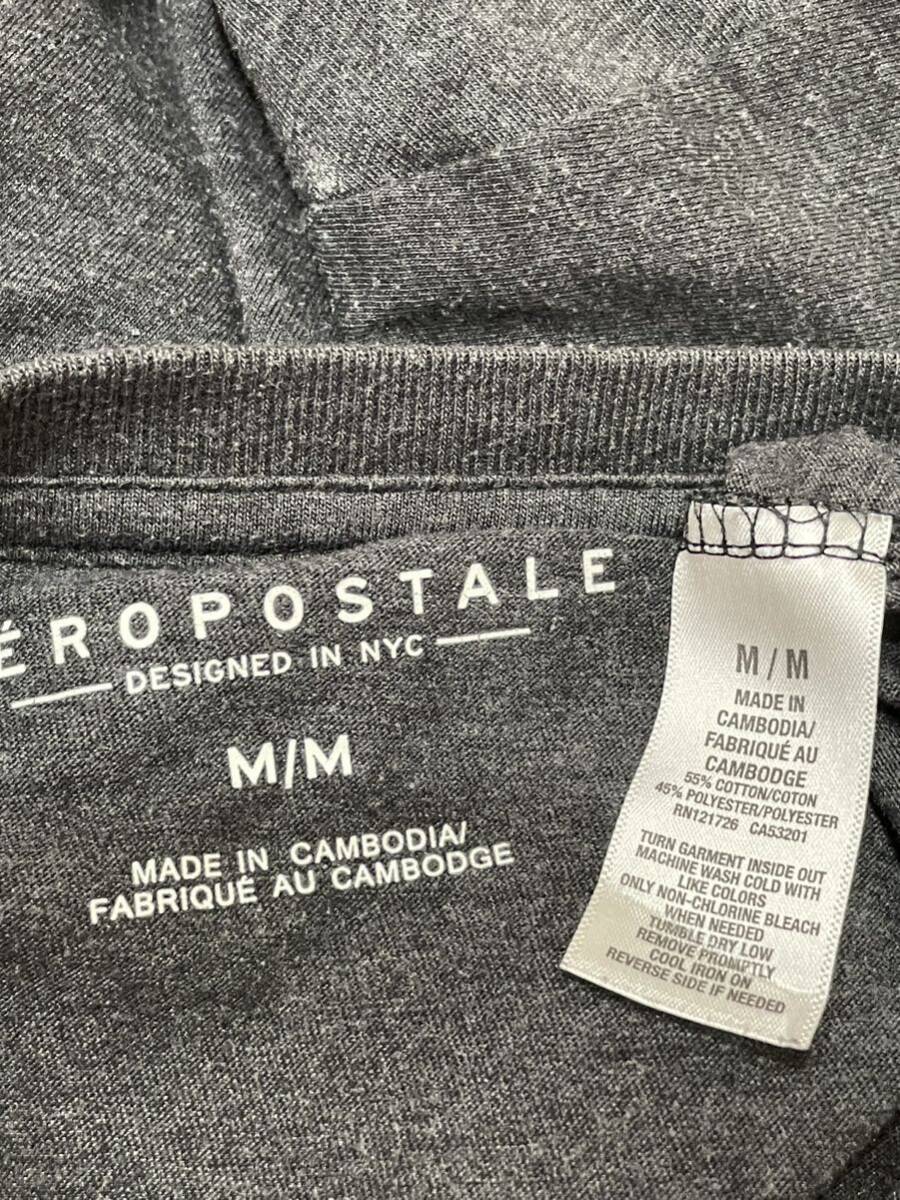 ÉROPOSTALE
DESIGNED IN NYC
M/M
MADE IN CAMBODIA/
FABRIQUÉ AU CAMBODGE
M / M
MADE IN
CAMBODIA/
FABRIQUÉ AU
CAMBODGE
55% COTTON/COTON
45% POLYESTER/POLYESTER
RN121726 CA53201
TURN GARMENT INSIDE OUT
MACHINE WASH COLD WITH
LIKE COLORS
ONLY NON-CHLORINE BLEACH
WHEN NEEDED
TUMBLE DRY LOW
REMOVE PROMPTLY
COOL IRON ON
REVERSE SIDE IF NEEDED